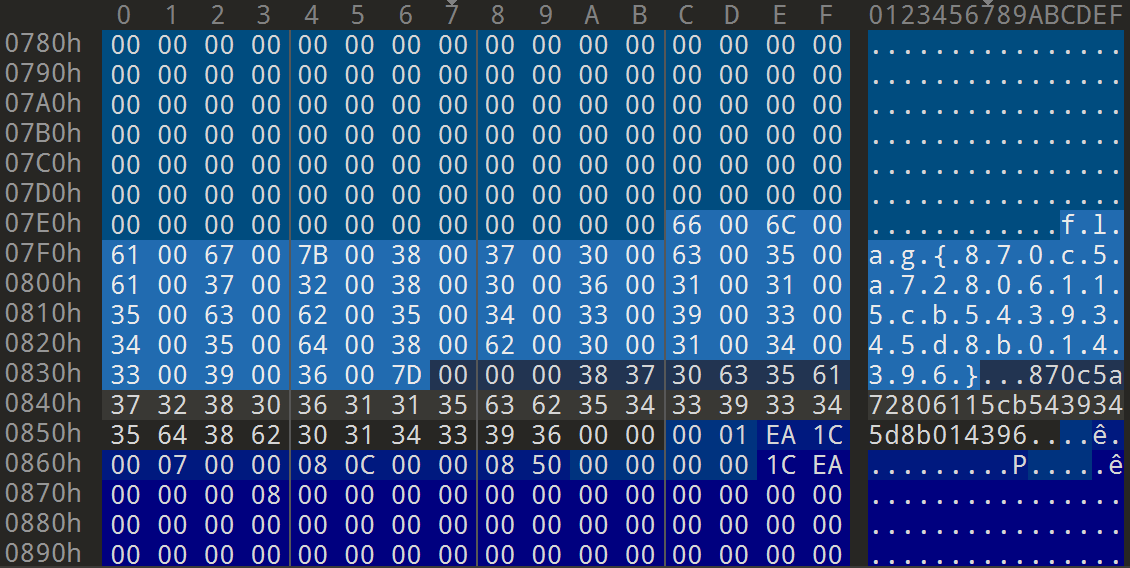 0 1 2 3 4 5 6 7 8 9 A B C D E F 0123456789ABCDEF
0780h 00 00 00 00 00 00 00 00 00 00 00 00 00 00 00 00 ................
0790h 00 00 00 00 00 00 00 00 00 00 00 00 00 00 00 00 ................
07A0h 00 00 00 00 00 00 00 00 00 00 00 00 00 00 00 00 ................
07B0h 00 00 00 00 00 00 00 00 00 00 00 00 00 00 00 00 ................
07C0h 00 00 00 00 00 00 00 00 00 00 00 00 00 00 00 00 ................
07D0h 00 00 00 00 00 00 00 00 00 00 00 00 00 00 00 00 ................
07E0h 00 00 00 00 00 00 00 00 00 00 00 00 66 00 6C 00 ............f.l.
07F0h 61 00 67 00 7B 00 38 00 37 00 30 00 63 00 35 00 a.g.{.8.7.0.c.5.
0800h 61 00 37 00 32 00 38 00 30 00 36 00 31 00 31 00 a.7.2.8.0.6.1.1.
0810h 35 00 63 00 62 00 35 00 34 00 33 00 39 00 33 00 5.c.b.5.4.3.9.3.
0820h 34 00 35 00 64 00 38 00 62 00 30 00 31 00 34 00 4.5.d.8.b.0.1.4.
0830h 33 00 39 00 36 00 7D 00 00 00 38 37 30 63 35 61 3.9.6.}...870c5a
0840h 37 32 38 30 36 31 31 35 63 62 35 34 33 39 33 34 72806115cb543934
0850h 35 64 38 62 30 31 34 33 39 36 00 00 00 01 EA 1C 5d8b014396....ê.
0860h 00 07 00 00 08 0C 00 00 08 50 00 00 00 00 1C EA .........P.....ê
0870h 00 00 00 08 00 00 00 00 00 00 00 00 00 00 00 00 ................
0880h 00 00 00 00 00 00 00 00 00 00 00 00 00 00 00 00 ................
0890h 00 00 00 00 00 00 00 00 00 00 00 00 00 00 00 00 ................